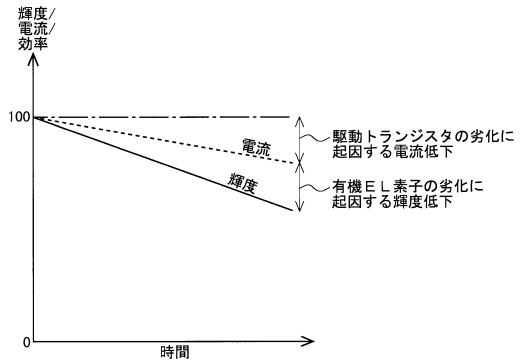 輝度/
電流/
効率
100
電流
輝度
駆動トランジスタの劣化に
起因する電流低下
有機ＥＬ素子の劣化に
起因する輝度低下
0
時間